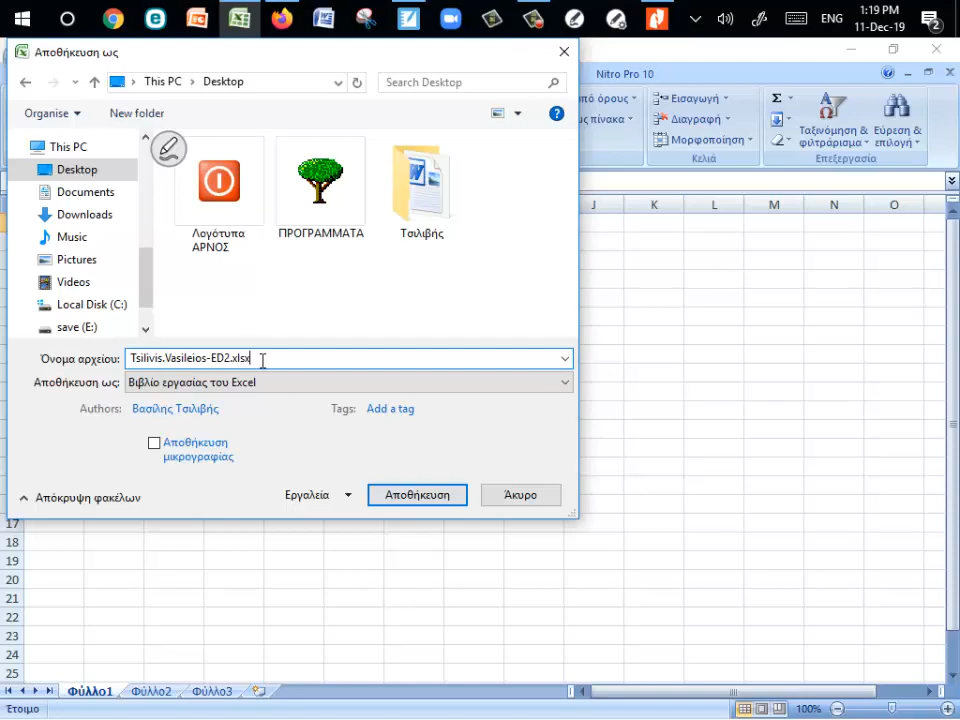 1:19 PM
ENG
11-Dec-19
2
Αποθήκευση ως
Nitro Pro 10
This PC
Desktop
Search Desktop
Organise
New folder
This PC
Desktop
Documents
Downloads
Music
Pictures
Videos
Local Disk (C:)
save (E:)
Λογότυπα
ΑΡΝΟΣ
ΠΡΟΓΡΑΜΜΑΤΑ
Τσιλιβής
Όνομα αρχείου:
Tsilivis.Vasileios-ED2.xlsx
Αποθήκευση ως:
Βιβλίο εργασίας του Excel
Authors:
Βασίλης Τσιλιβής
Tags:
Add a tag
Αποθήκευση
μικρογραφίας
Απόκρυψη φακέλων
Εργαλεία
Αποθήκευση
Άκυρο
πό όρους
ς πίνακα
Εισαγωγή
Διαγραφή
Μορφοποίηση
Κελιά
Σ
Ταξινόμηση &
φιλτράρισμα
Εύρεση &
επιλογή
Επεξεργασία
J K L M N O
17
18
19
20
21
22
23
24
25
Φύλλο1
Φύλλο2
Φύλλο3
Έτοιμο
100%